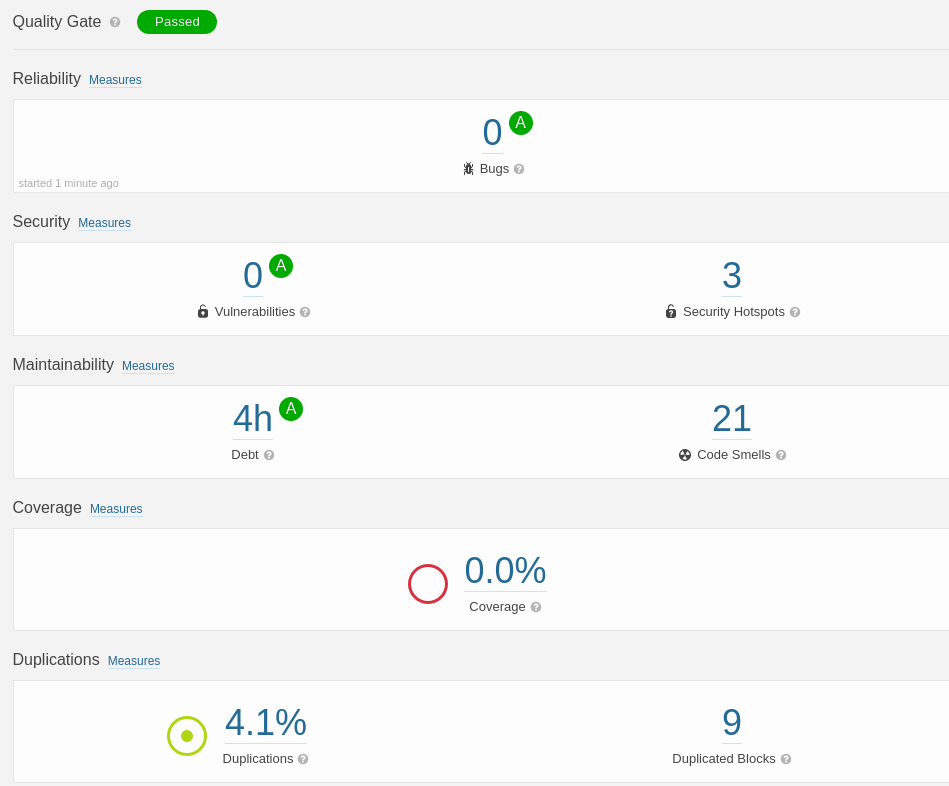 Quality Gate ? Passed
Reliability Measures
0 A
Bugs ?
started 1 minute ago
Security Measures
0 A
Vulnerabilities ?
3
Security Hotspots ?
Maintainability Measures
4h A
Debt ?
21
Code Smells ?
Coverage Measures
0.0%
Coverage ?
Duplications Measures
4.1%
Duplications ?
9
Duplicated Blocks ?